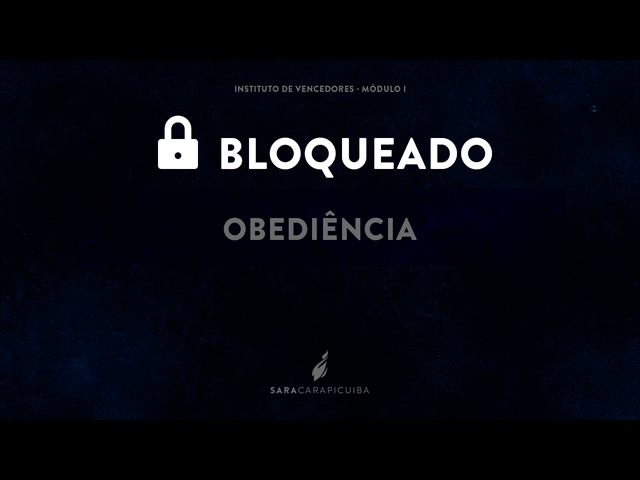 INSTITUTO DE VENCEDORES - MÓDULO I
BLOQUEADO
OBEDIÊNCIA
SARACARAPICUIBA